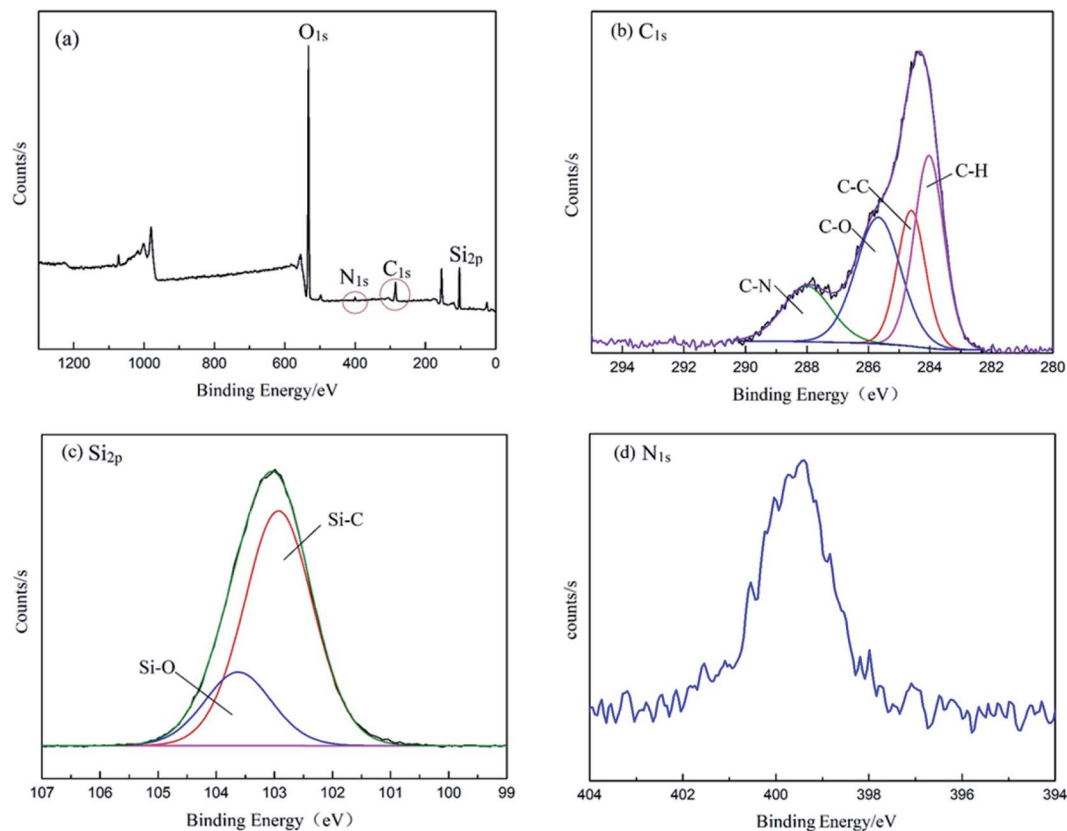 (a)
O1s
N1s
C1s
Si2p
Counts/s
1200 1000 800 600 400 200 0
Binding Energy/eV
(b) C1s
C-H
C-C
C-O
C-N
Counts/s
294 292 290 288 286 284 282 280
Binding Energy（eV）
(c) Si2p
Si-C
Si-O
Counts/s
107 106 105 104 103 102 101 100 99
Binding Energy（eV）
(d) N1s
counts/s
404 402 400 398 396 394
Binding Energy/eV